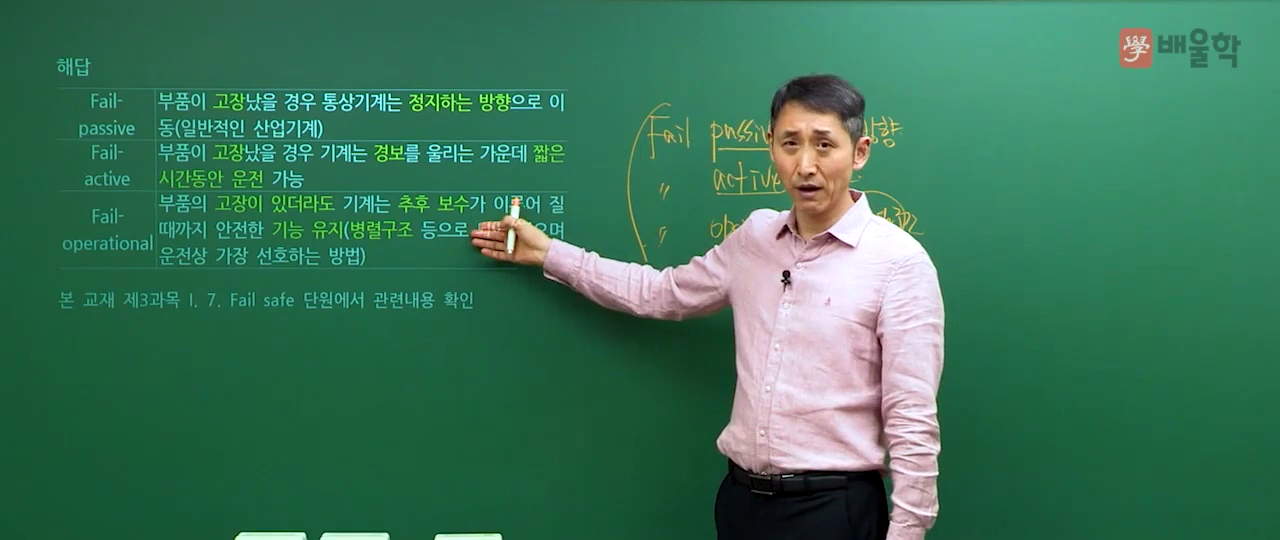 學 배울학
해답
Fail-
passive
부품이 고장났을 경우 통상기계는 정지하는 방향으로 이
동(일반적인 산업기계)
Fail-
active
부품이 고장났을 경우 기계는 경보를 울리는 가운데 짧은
시간동안 운전 가능
Fail-
operational
부품의 고장이 있더라도 기계는 추후 보수가 이루어 질
때까지 안전한 기능 유지(병렬구조 등으로
운전상 가장 선호하는 방법)
본 교재 제3과목 I. 7. Fail safe 단원에서 관련내용 확인
Fail
〃 active
〃